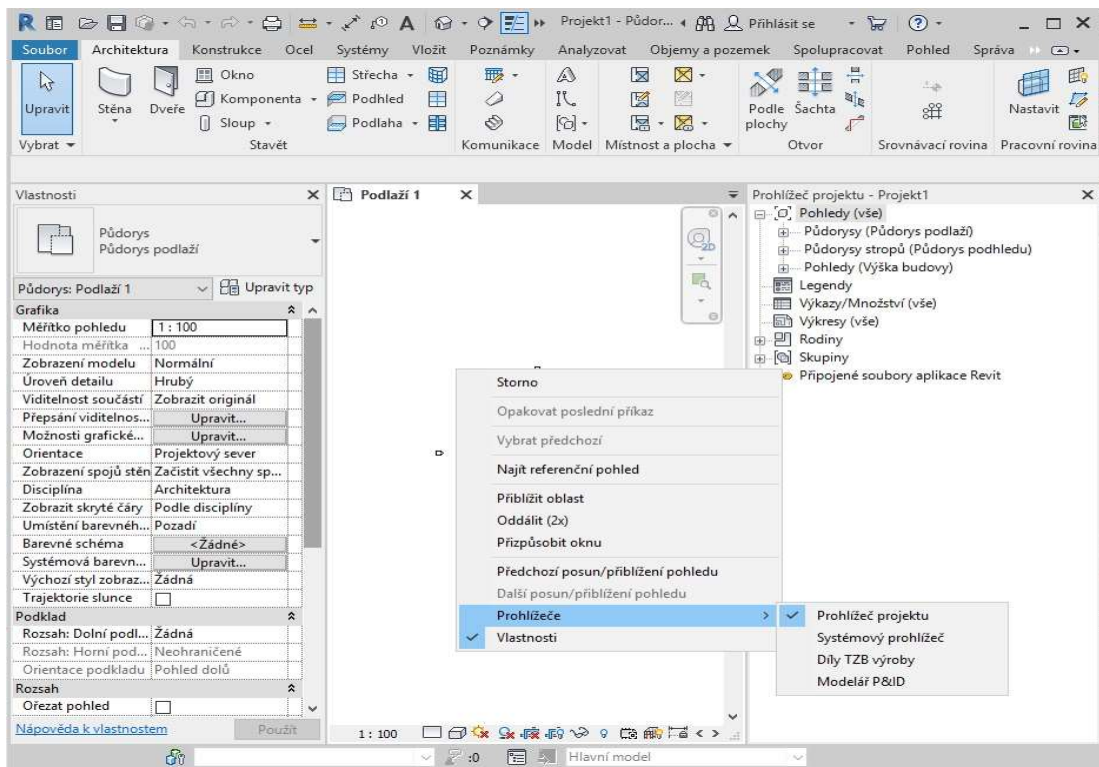 Projekt1 - Půdor...
Přihlásit se
Soubor Architektura Konstrukce Ocel Systémy Vložit Poznámky Analyzovat Objemy a pozemek Spolupracovat Pohled Správa
Upravit
Vybrat
Stěna
Dveře
Okno
Komponenta
Sloup
Střecha
Podhled
Podlaha
Stavět
Komunikace
Model
Místnost a plocha
Podle plochy
Šachta
Otvor
Srovnávací rovina
Nastavit
Pracovní rovina
Vlastnosti
Půdorys
Půdorys podlaží
Půdorys: Podlaží 1
Upravit typ
Grafika
Měřítko pohledu 1 : 100
Hodnota měřítka ... 100
Zobrazení modelu Normální
Úroveň detailu Hrubý
Viditelnost součástí Zobrazit originál
Přepsání viditelnos... Upravit...
Možnosti grafické... Upravit...
Orientace Projektový sever
Zobrazení spojů stěn Začistit všechny sp...
Disciplína Architektura
Zobrazit skryté čáry Podle disciplíny
Umístění barevnéh... Pozadí
Barevné schéma <Žádné>
Systémová barevn... Upravit...
Výchozí styl zobraz... Žádná
Trajektorie slunce
Podklad
Rozsah: Dolní podl... Žádná
Rozsah: Horní pod... Neohraničené
Orientace podkladu Pohled dolů
Rozsah
Ořezat pohled
Nápověda k vlastnostem
Použít
Podlaží 1
2D
Storno
Opakovat poslední příkaz
Vybrat předchozí
Najít referenční pohled
Přiblížit oblast
Oddálit (2x)
Přizpůsobit oknu
Předchozí posun/přiblížení pohledu
Další posun/přiblížení pohledu
Prohlížeče
Vlastnosti
Prohlížeč projektu
Systémový prohlížeč
Díly TZB výroby
Modelář P&ID
Prohlížeč projektu - Projekt1
Pohledy (vše)
Půdorysy (Půdorys podlaží)
Půdorysy stropů (Půdorys podhledu)
Pohledy (Výška budovy)
Legendy
Výkazy/Množství (vše)
Výkresy (vše)
Rodiny
Skupiny
Připojené soubory aplikace Revit
1 : 100
:0
Hlavní model